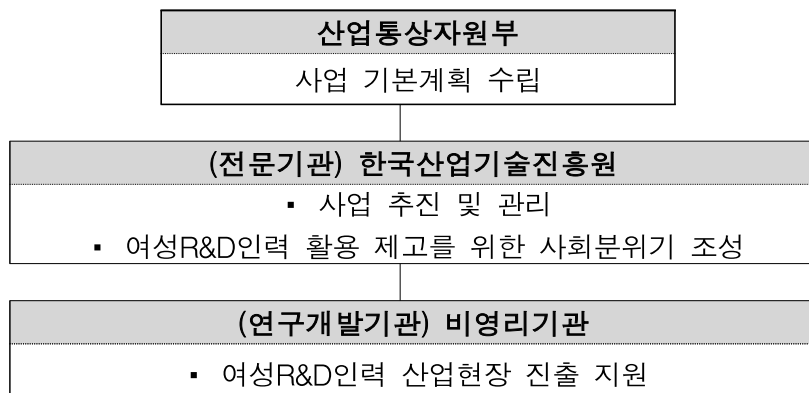 산업통상자원부
사업 기본계획 수립
(전문기관) 한국산업기술진흥원
▪ 사업 추진 및 관리
▪ 여성R&D인력 활용 제고를 위한 사회분위기 조성
(연구개발기관) 비영리기관
▪ 여성R&D인력 산업현장 진출 지원